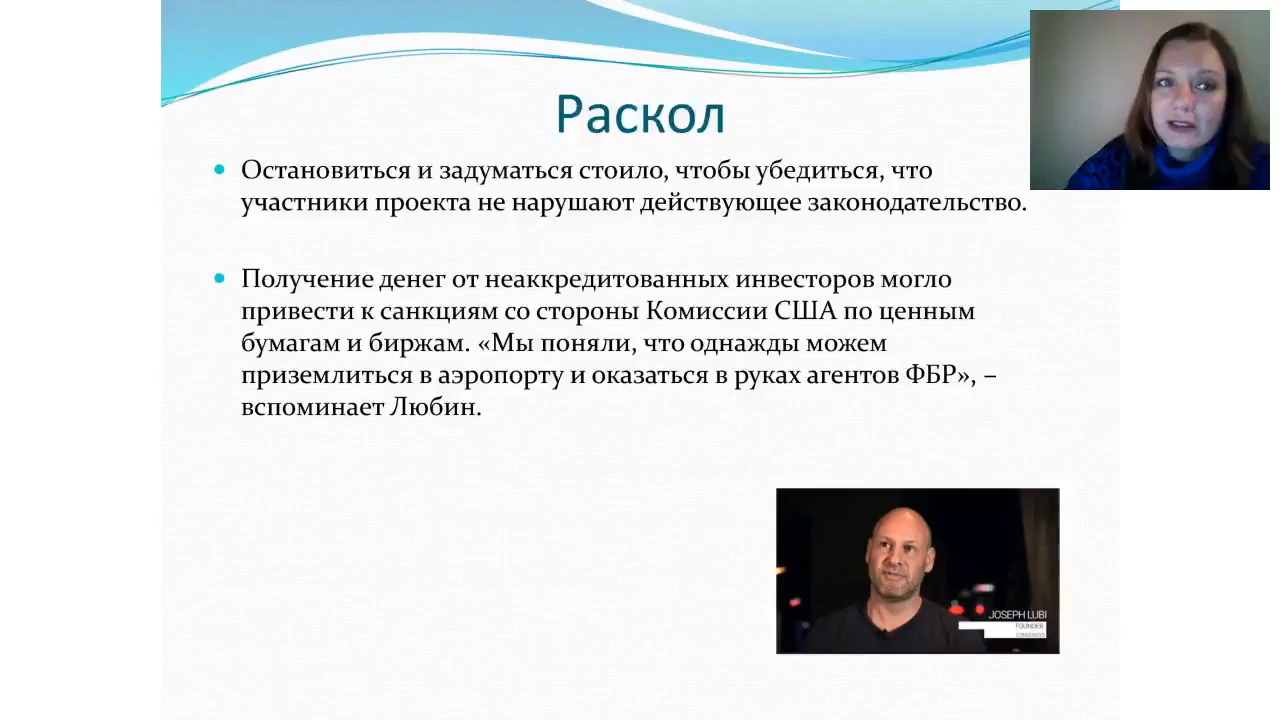 Раскол
Остановиться и задуматься стоило, чтобы убедиться, что
участники проекта не нарушают действующее законодательство.
Получение денег от неаккредитованных инвесторов могло
привести к санкциям со стороны Комиссии США по ценным
бумагам и биржам. «Мы поняли, что однажды можем
приземлиться в аэропорту и оказаться в руках агентов ФБР», –
вспоминает Любин.
JOSEPH LUBI
FOUNDER